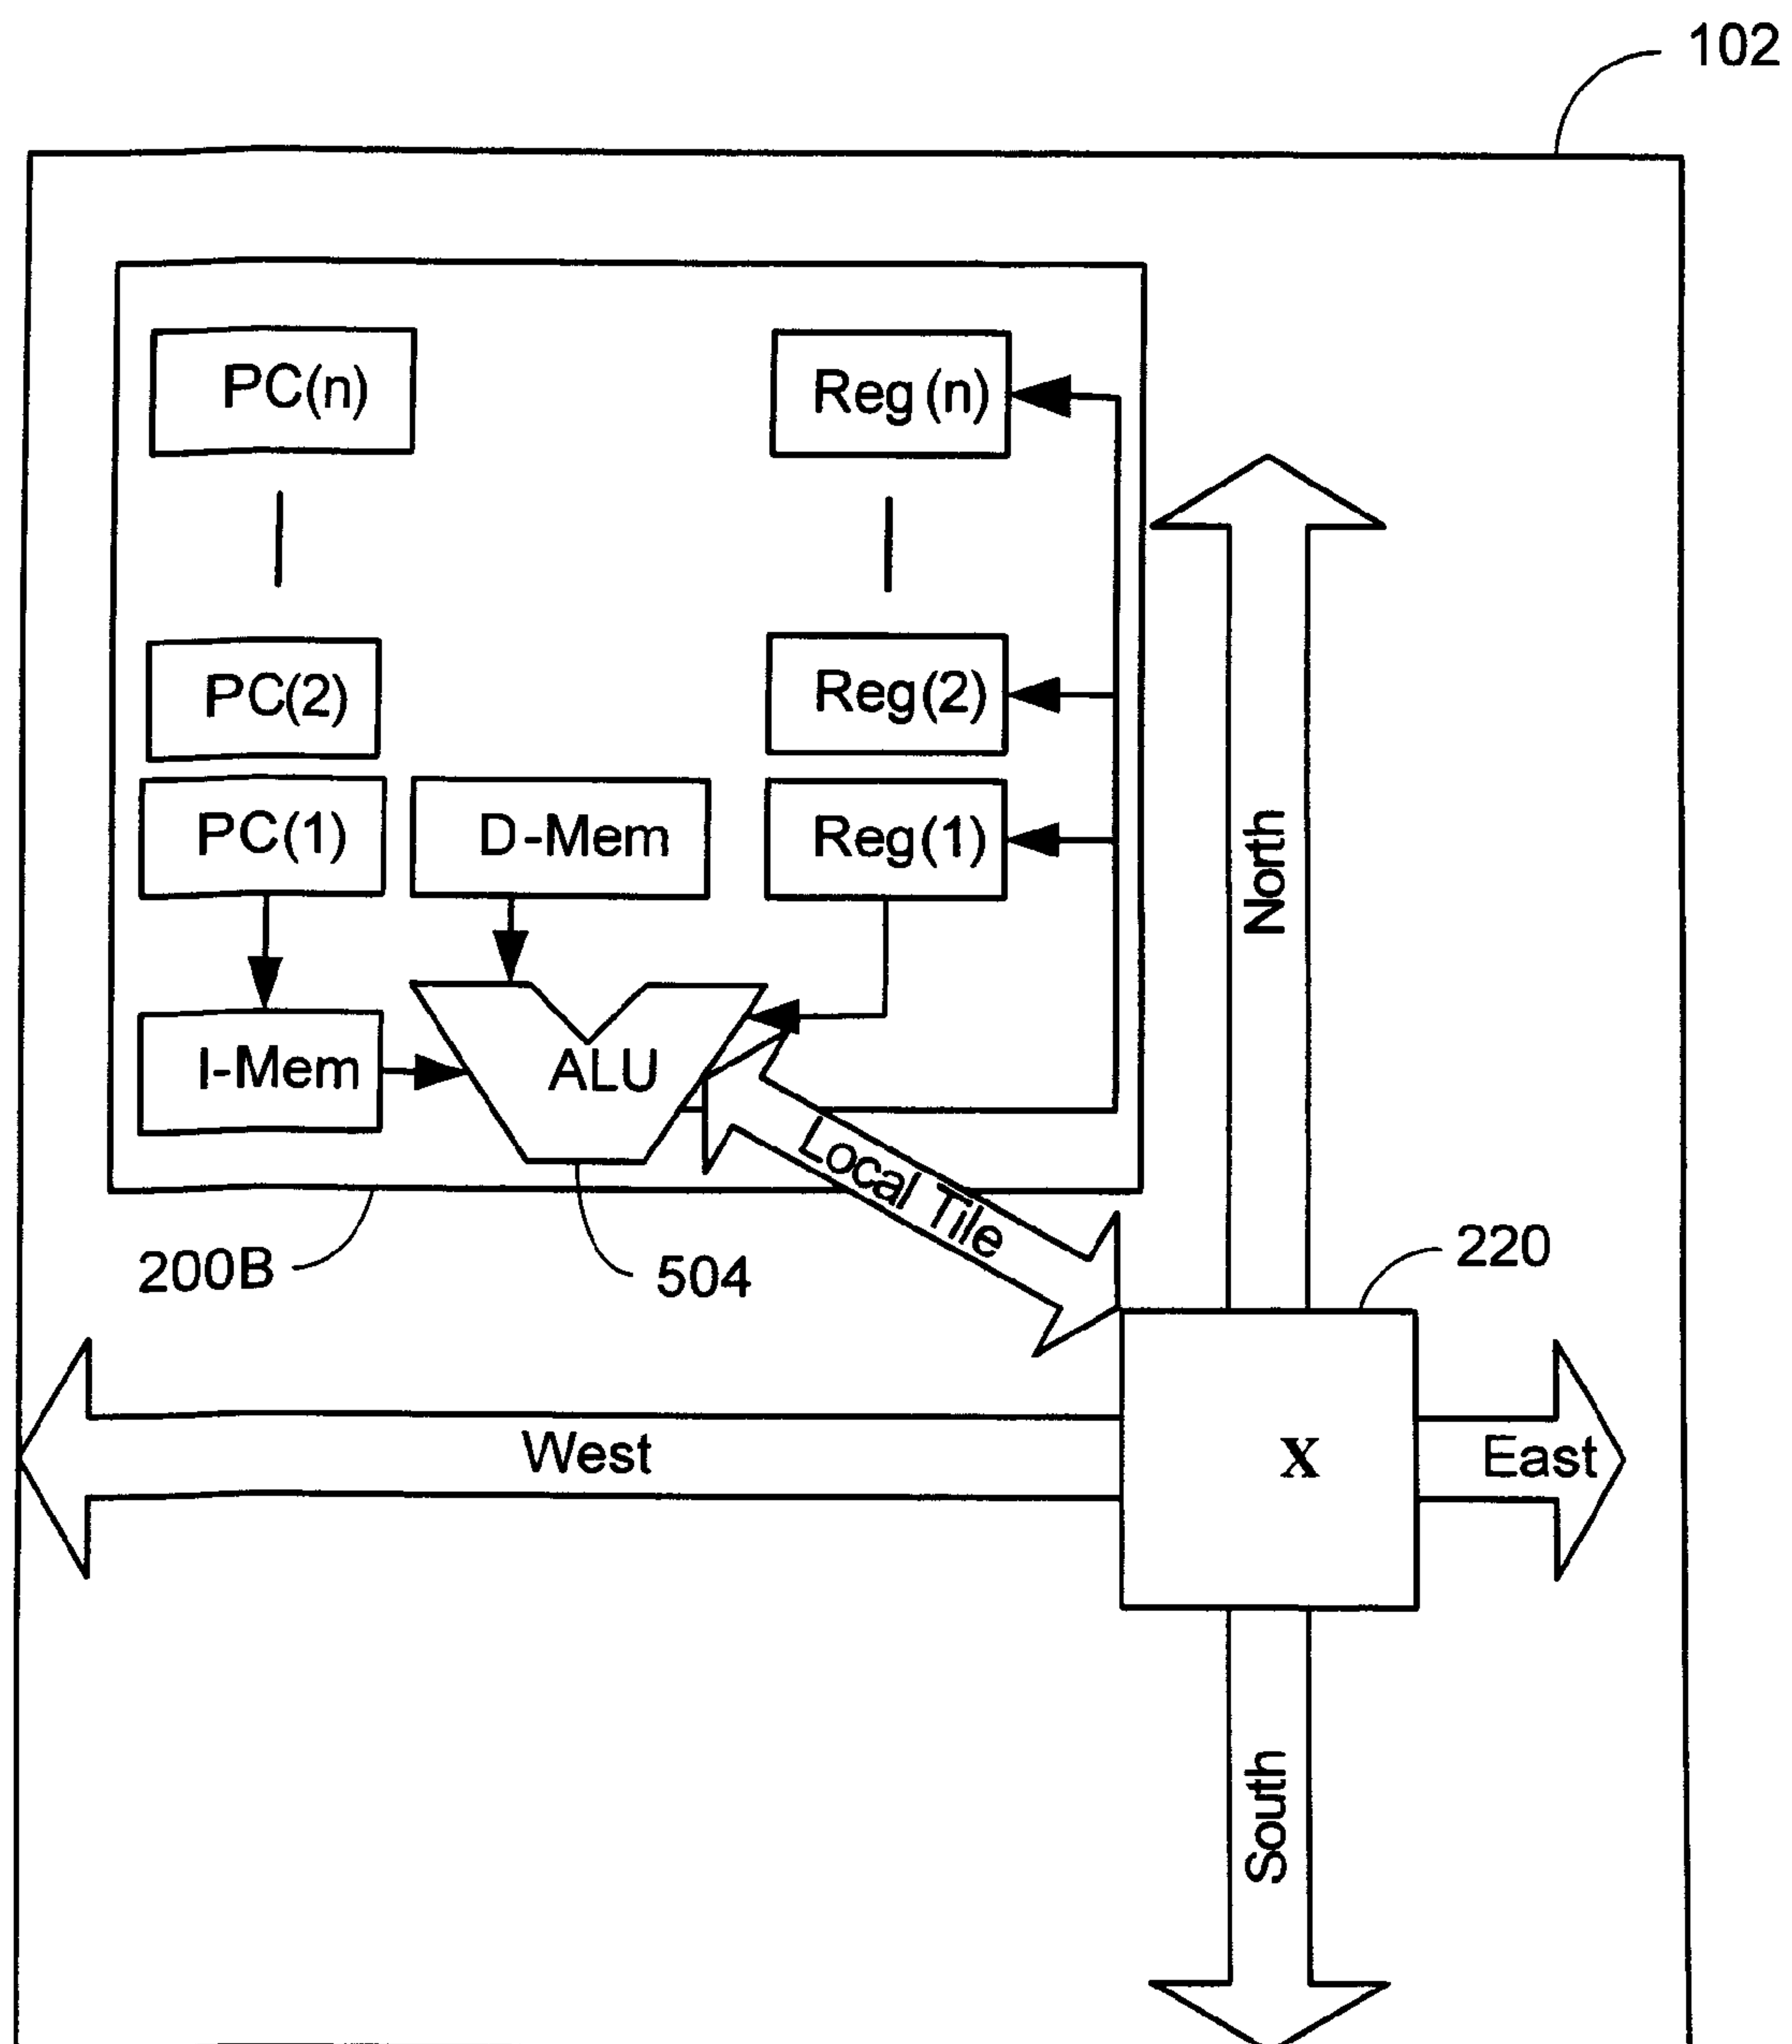 102
PC(n)
Reg(n)
PC(2)
Reg(2)
PC(1)
D-Mem
Reg(1)
North
I-Mem
ALU
Local Tile
200B
504
220
West
X
East
South